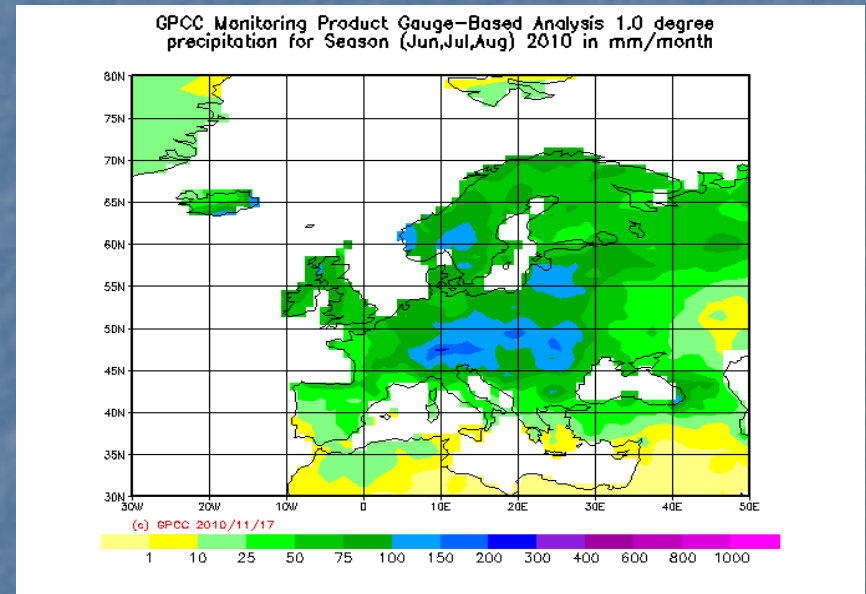 GPCC Monitoring Product Gauge-Based Analysis 1.0 degree
precipitation for Season (Jun,Jul,Aug) 2010 in mm/month
80N
75N
70N
65N
60N
55N
50N
45N
40N
35N
30N
30W 20W 10W 0 10E 20E 30E 40E 50E
(c) GPCC 2010/11/17
1 10 25 50 75 100 150 200 300 400 600 800 1000